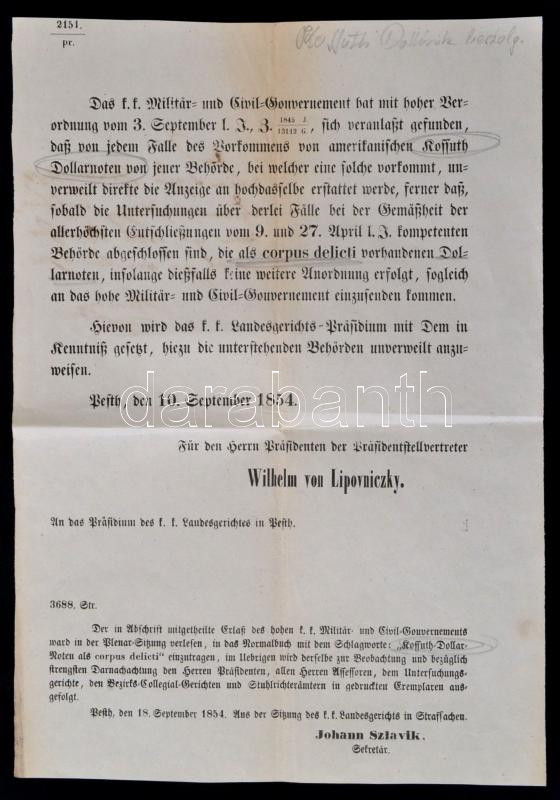 2151.
pr.
Kossuth Dollárok beszolg.
Das k. k. Militär- und Civil-Gouvernement hat mit hoher Ver-
ordnung vom 3. September l. J., Z. 1845 J. / 13112 G., sich veranlaßt gefunden,
daß von jedem Falle des Vorkommens von amerikanischen Kossuth
Dollarnoten von jener Behörde, bei welcher eine solche vorkommt, un-
verweilt direkte die Anzeige an hochdasselbe erstattet werde, ferner daß,
sobald die Untersuchungen über derlei Fälle bei der Gemäßheit der
allerhöchsten Entschließungen vom 9. und 27. April l. J. kompetenten
Behörde abgeschlossen sind, die als corpus delicti vorhandenen Dol-
larnoten, insolange dießfalls keine weitere Anordnung erfolgt, sogleich
an das hohe Militär- und Civil-Gouvernement einzusenden kommen.
Hievon wird das k. k. Landesgerichts-Präsidium mit Dem in
Kenntniß gesetzt, hiezu die unterstehenden Behörden unverweilt anzu-
weisen.
Pesth, den 10. September 1854.
darabanth
Für den Herrn Präsidenten der Präsidentstellvertreter
Wilhelm von Lipovniczky.
An das Präsidium des k. k. Landesgerichtes in Pesth.
3688. Str.
Der in Abschrift mitgetheilte Erlaß des hohen k. k. Militär- und Civil-Gouvernements
ward in der Plenar-Sitzung verlesen, in das Normalbuch mit dem Schlagworte: „Kossuth-Dollar-
Noten als corpus delicti“ einzutragen, im Uebrigen wird derselbe zur Beobachtung und bezüglich
strengsten Darnachachtung den Herren Präsidenten, allen Herren Assessoren, dem Untersuchungs-
gerichte, den Bezirks-Collegial-Gerichten und Stuhlrichterämtern in gedruckten Exemplaren aus-
gefolgt.
Pesth, den 18. September 1854. Aus der Sitzung des k. k. Landesgerichts in Strafsachen.
Johann Szlavik,
Sekretär.